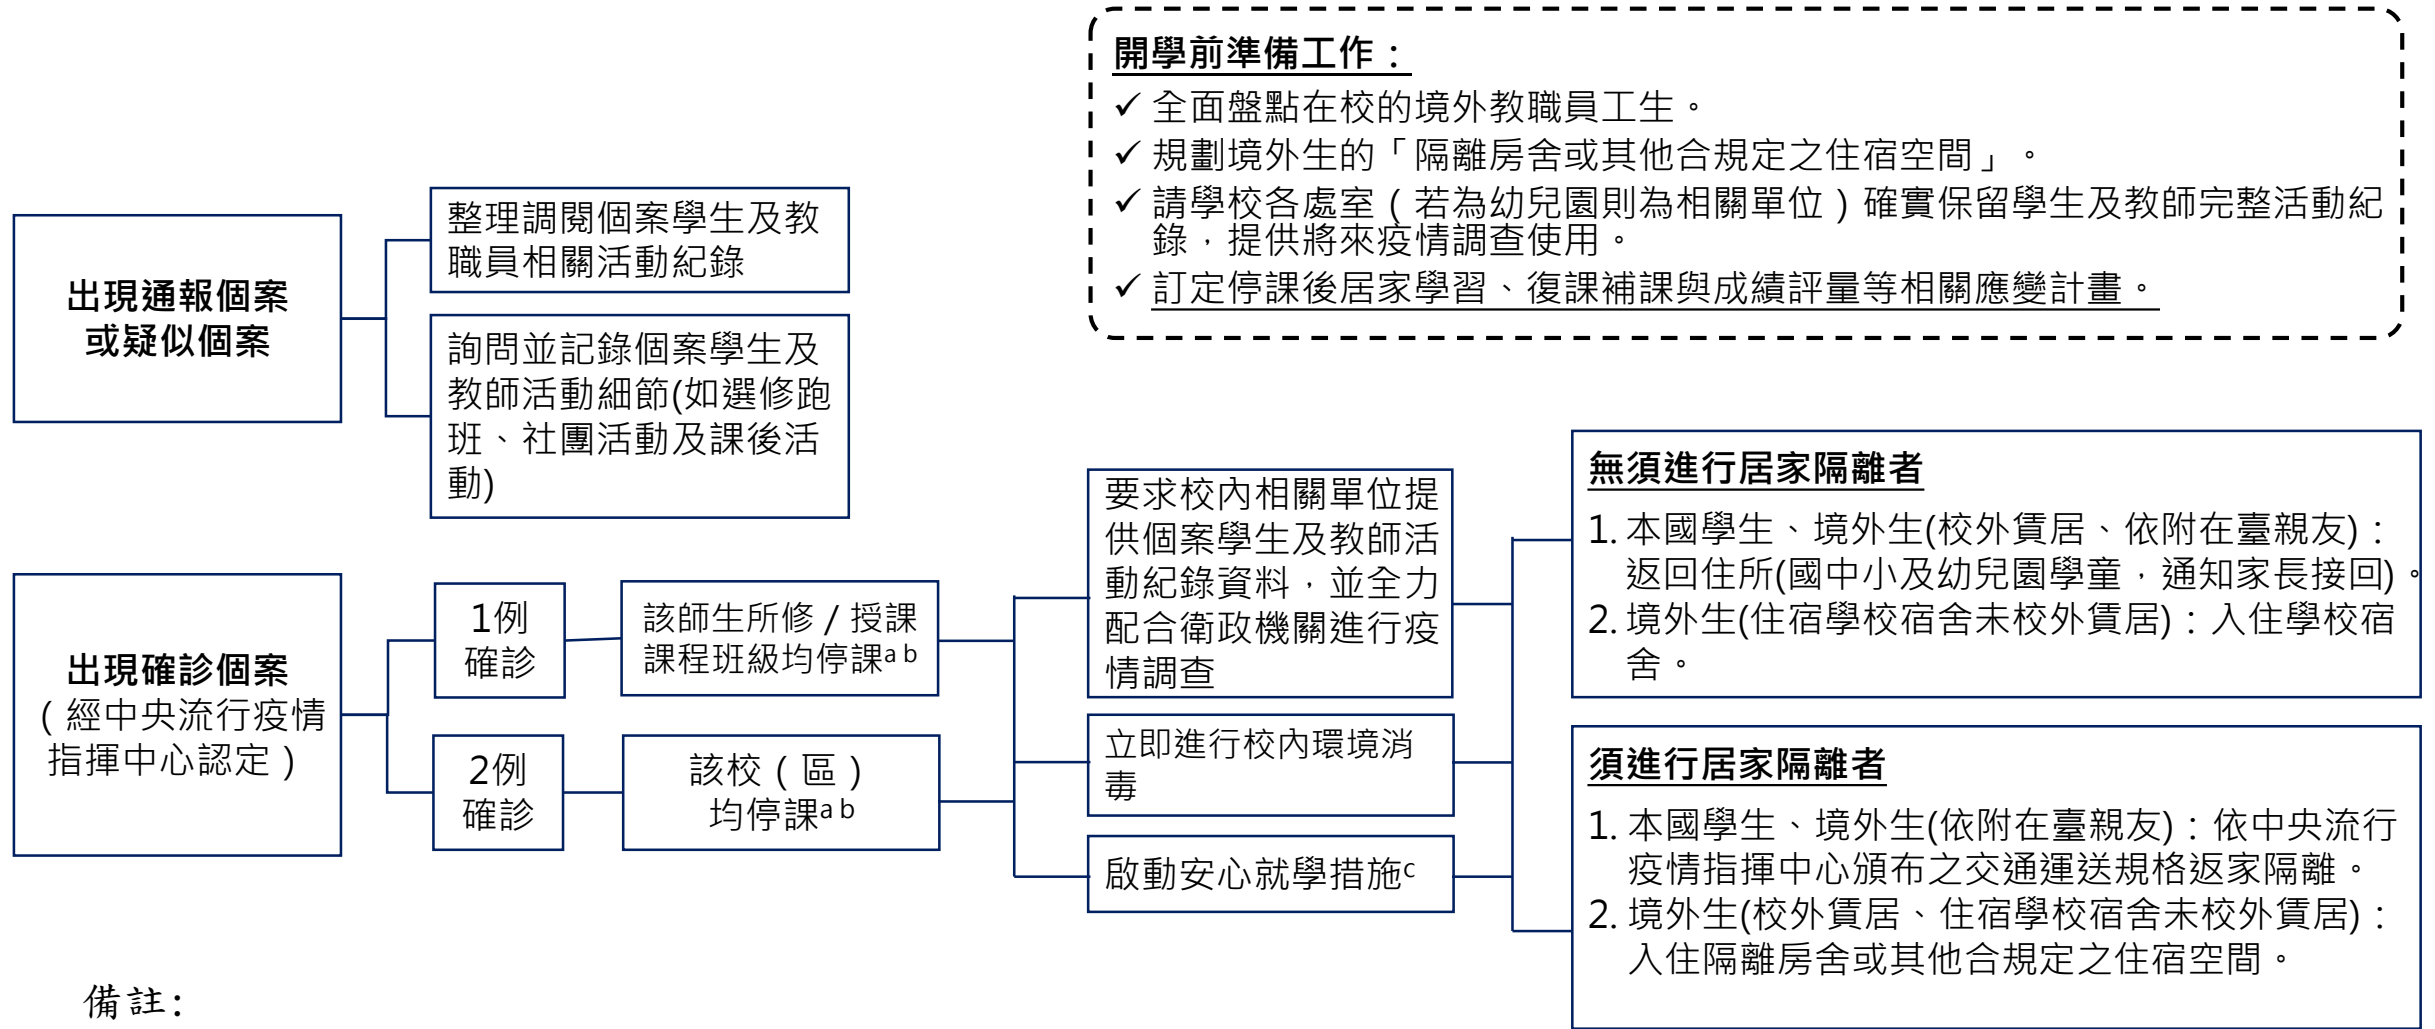 開學前準備工作：
✓ 全面盤點在校的境外教職員工生。
✓ 規劃境外生的「隔離房舍或其他合規定之住宿空間」。
✓ 請學校各處室（若為幼兒園則為相關單位）確實保留學生及教師完整活動紀
錄，提供將來疫情調查使用。
✓ 訂定停課後居家學習、復課補課與成績評量等相關應變計畫。
出現通報個案
或疑似個案
整理調閱個案學生及教
職員相關活動紀錄
詢問並記錄個案學生及
教師活動細節(如選修跑
班、社團活動及課後活
動)
出現確診個案
（經中央流行疫情
指揮中心認定）
1例
確診
該師生所修／授課
課程班級均停課a b
2例
確診
該校（區）
均停課a b
要求校內相關單位提
供個案學生及教師活
動紀錄資料，並全力
配合衛政機關進行疫
情調查
立即進行校內環境消
毒
啟動安心就學措施c
無須進行居家隔離者
1. 本國學生、境外生(校外賃居、依附在臺親友)：
返回住所(國中小及幼兒園學童，通知家長接回)。
2. 境外生(住宿學校宿舍未校外賃居)：入住學校宿
舍。
須進行居家隔離者
1. 本國學生、境外生(依附在臺親友)：依中央流行
疫情指揮中心頒布之交通運送規格返家隔離。
2. 境外生(校外賃居、住宿學校宿舍未校外賃居)：
入住隔離房舍或其他合規定之住宿空間。
備註: